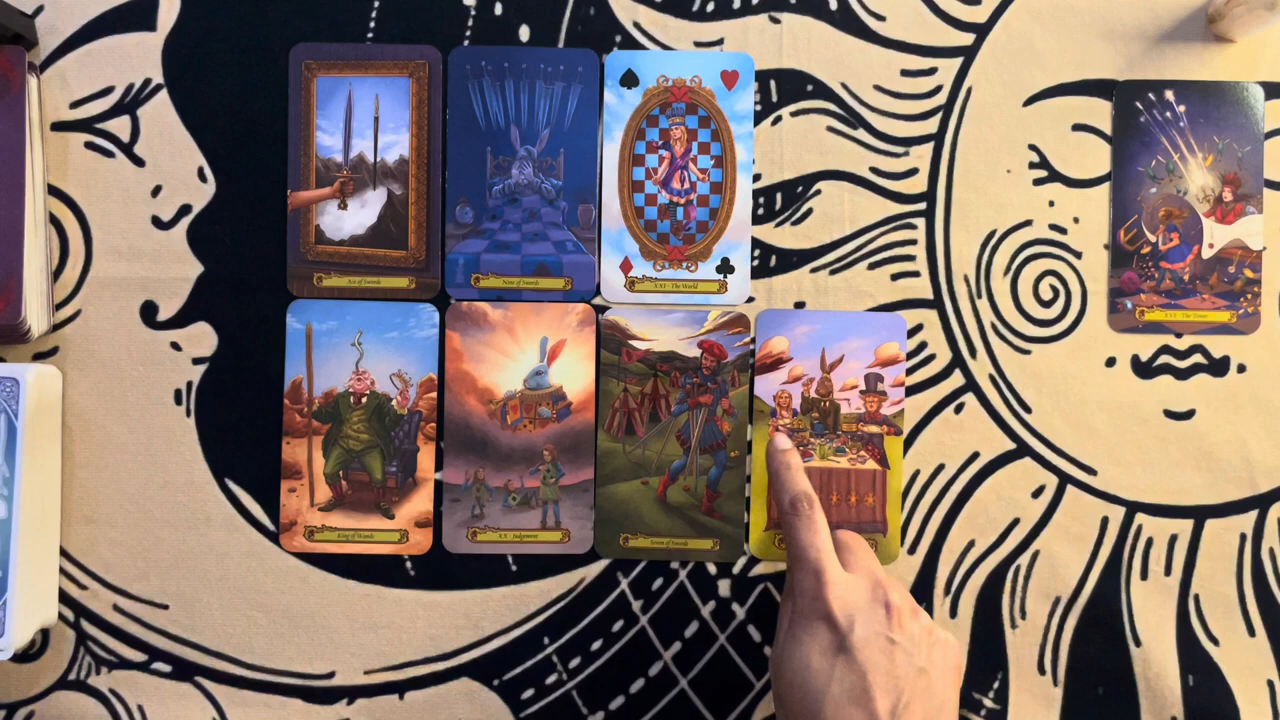 Ace of Swords
Nine of Swords
XXI - The World
King of Wands
XX - Judgement
Seven of Swords
XVI - The Tower